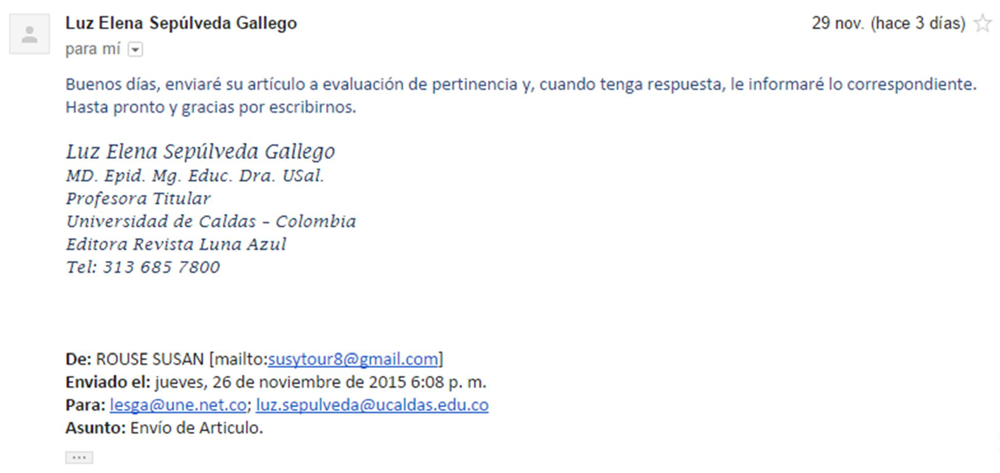 Luz Elena Sepúlveda Gallego
29 nov. (hace 3 días)
para mí
Buenos días, enviaré su artículo a evaluación de pertinencia y, cuando tenga respuesta, le informaré lo correspondiente.
Hasta pronto y gracias por escribirnos.
Luz Elena Sepúlveda Gallego
MD. Epid. Mg. Educ. Dra. USal.
Profesora Titular
Universidad de Caldas – Colombia
Editora Revista Luna Azul
Tel: 313 685 7800
De: ROUSE SUSAN [mailto:susytour8@gmail.com]
Enviado el: jueves, 26 de noviembre de 2015 6:08 p. m.
Para: lesga@une.net.co; luz.sepulveda@ucaldas.edu.co
Asunto: Envío de Articulo.